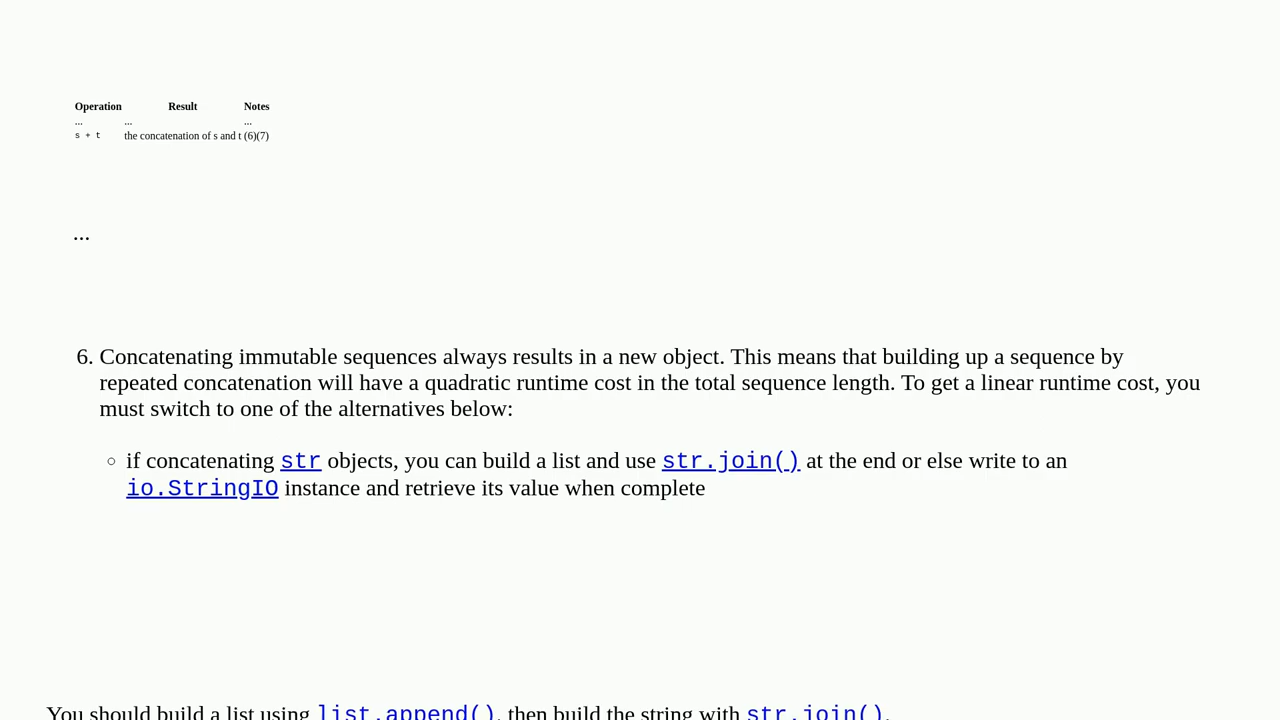 Operation Result Notes
... ... ...
s + t the concatenation of s and t (6)(7)
...
6. Concatenating immutable sequences always results in a new object. This means that building up a sequence by
repeated concatenation will have a quadratic runtime cost in the total sequence length. To get a linear runtime cost, you
must switch to one of the alternatives below:
◦ if concatenating str objects, you can build a list and use str.join() at the end or else write to an
io.StringIO instance and retrieve its value when complete
You should build a list using list.append(), then build the string with str.join().